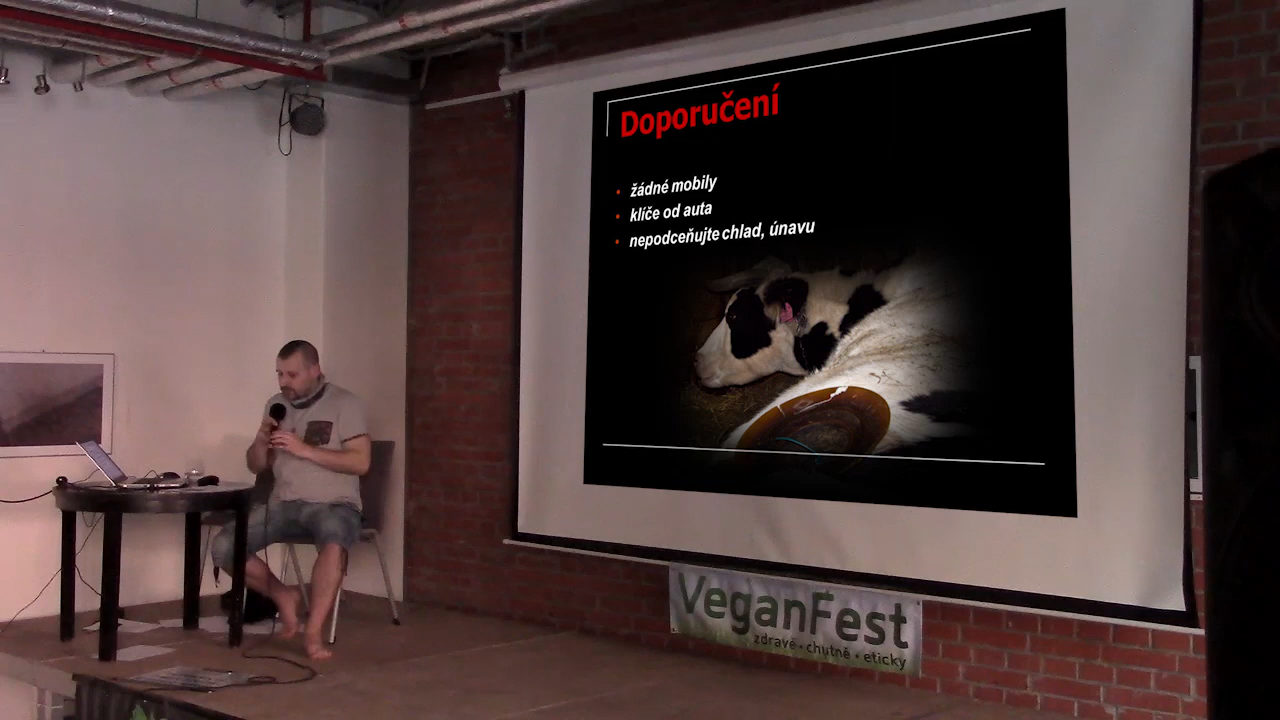 Doporučení
• žádné mobily
• klíče od auta
• nepodceňujte chlad, únavu
VeganFest
zdravě • chutně • eticky